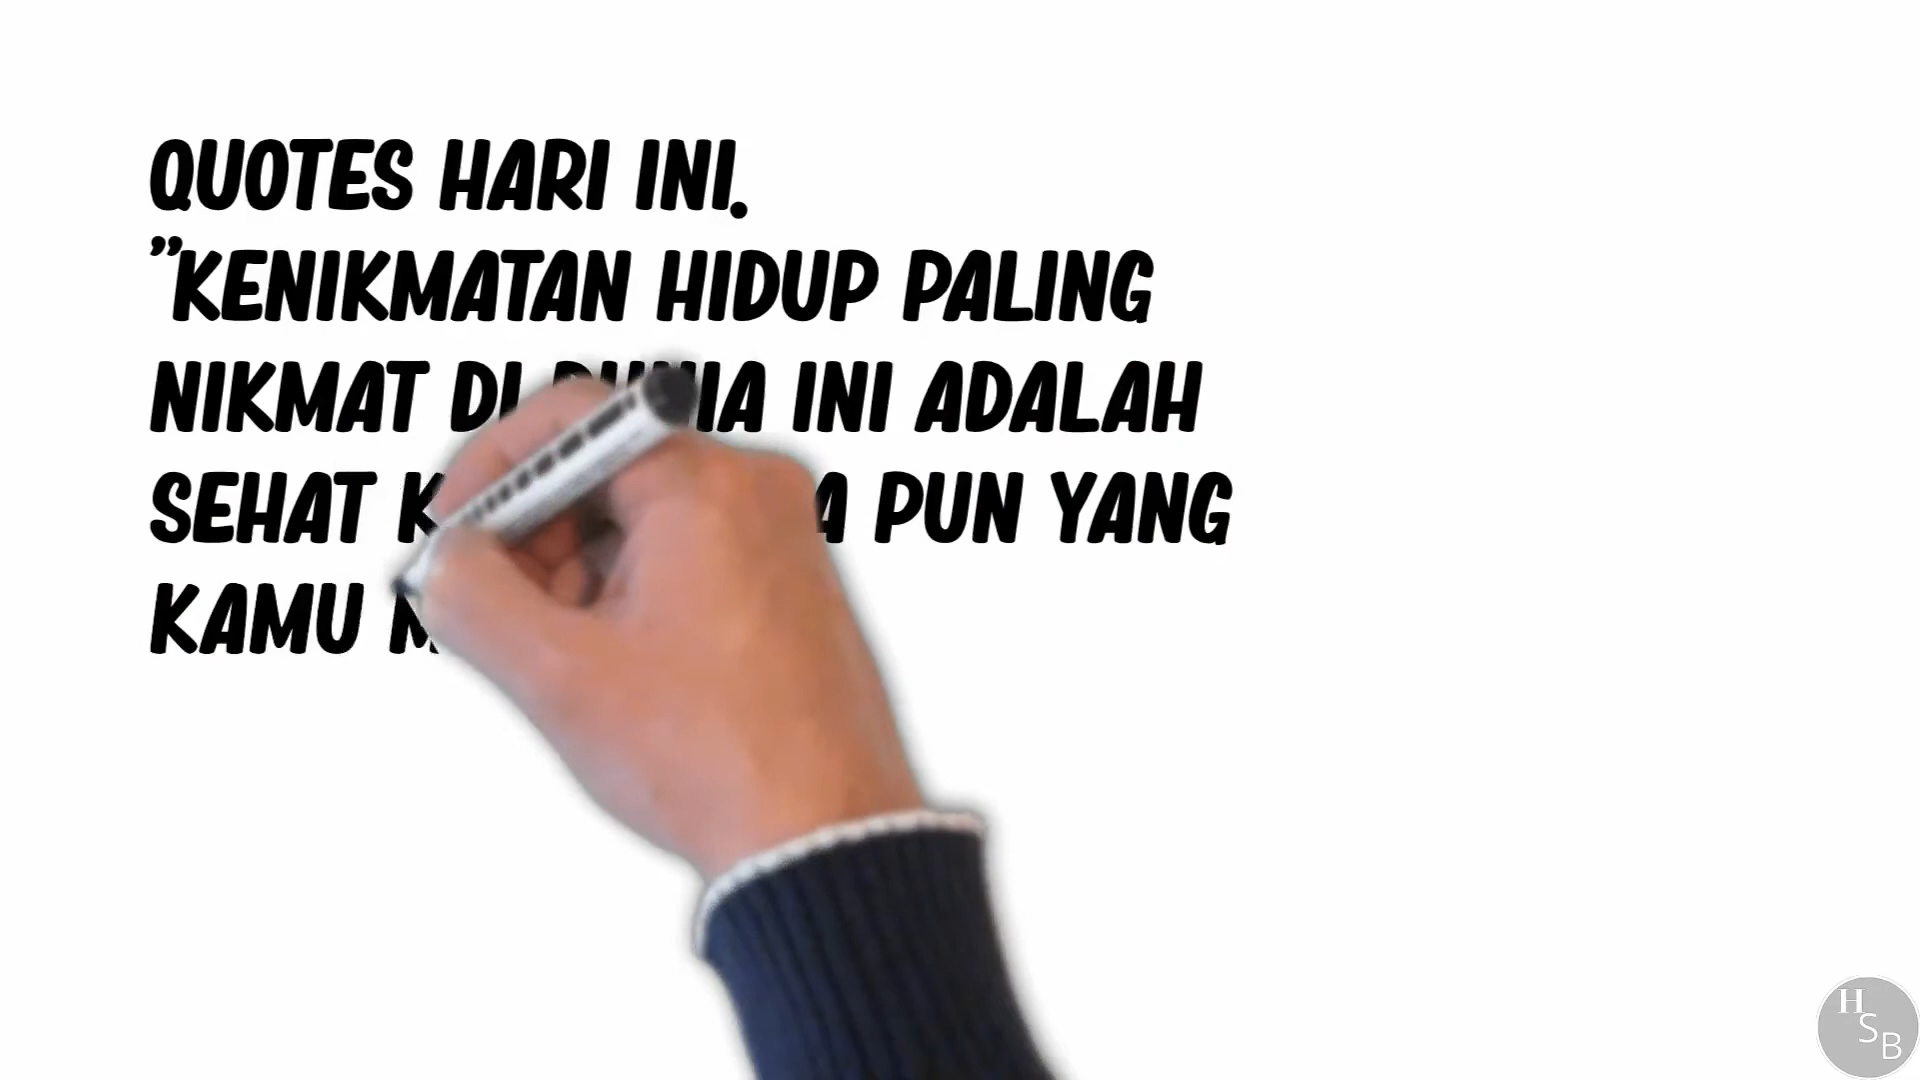 QUOTES HARI INI.
"KENIKMATAN HIDUP PALING
NIKMAT DI INI ADALAH
SEHAT PUN YANG
KAMU
H
S
B